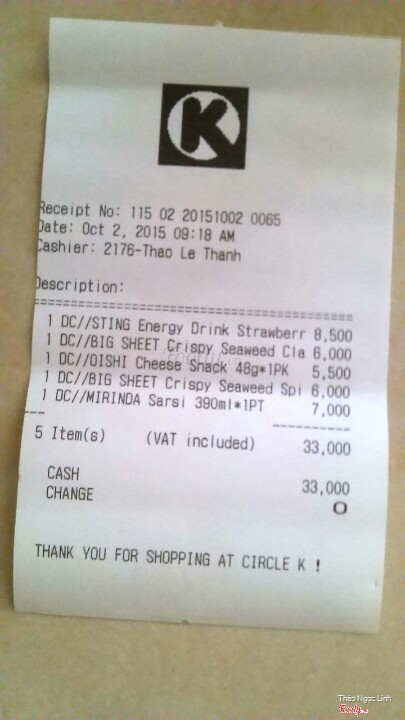 K
Receipt No: 115 02 20151002 0065
Date: Oct 2, 2015 09:18 AM
Cashier: 2176-Thao Le Thanh
Description:
1 DC//STING Energy Drink Strawberr 8,500
1 DC//BIG SHEET Crispy Seaweed Cla 6,000
1 DC//OISHI Cheese Snack 48g*1PK 5,500
1 DC//BIG SHEET Crispy Seaweed Spi 6,000
1 DC//MIRINDA Sarsi 390ml*1PT 7,000
5 Item(s) (VAT included) 33,000
CASH 33,000
CHANGE 0
THANK YOU FOR SHOPPING AT CIRCLE K !
Thảo Ngọc Linh
Foody.vn